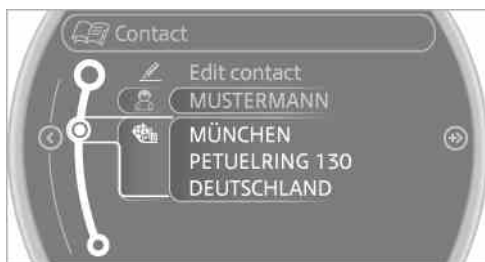 Contact
Edit contact
MUSTERMANN
MÜNCHEN
PETUELRING 130
DEUTSCHLAND